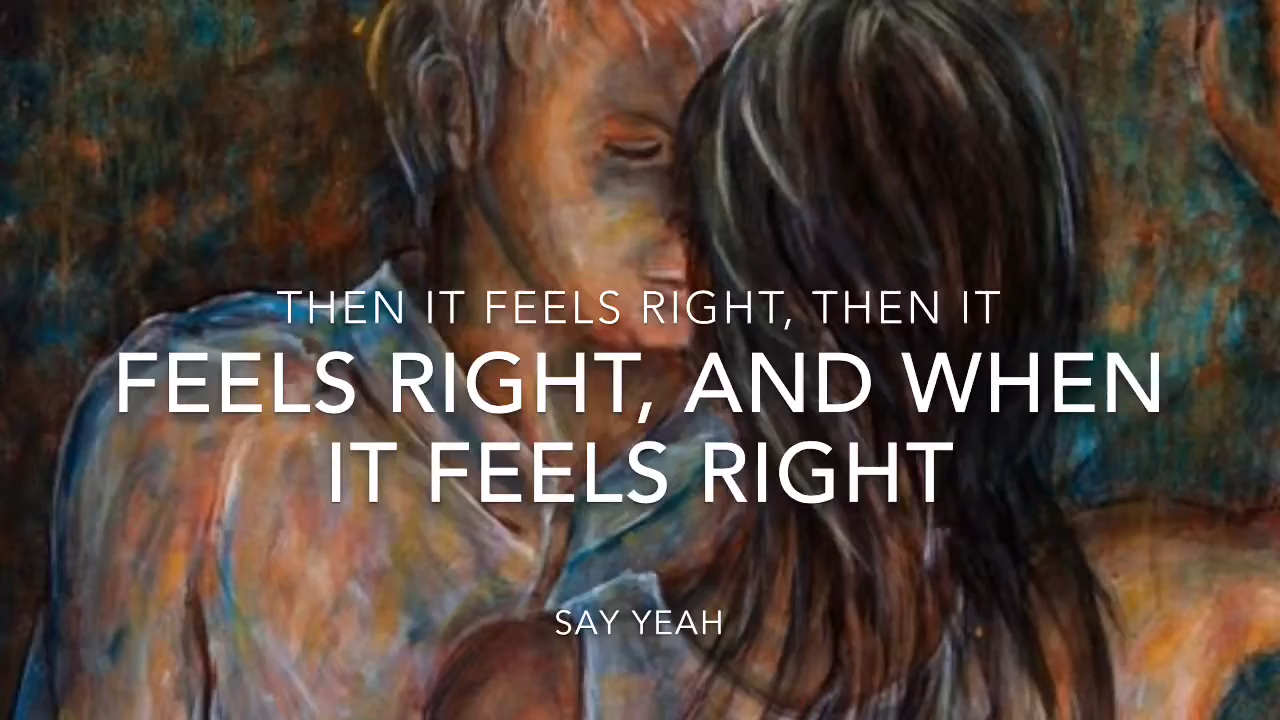 THEN IT FEELS RIGHT, THEN IT
FEELS RIGHT, AND WHEN
IT FEELS RIGHT
SAY YEAH